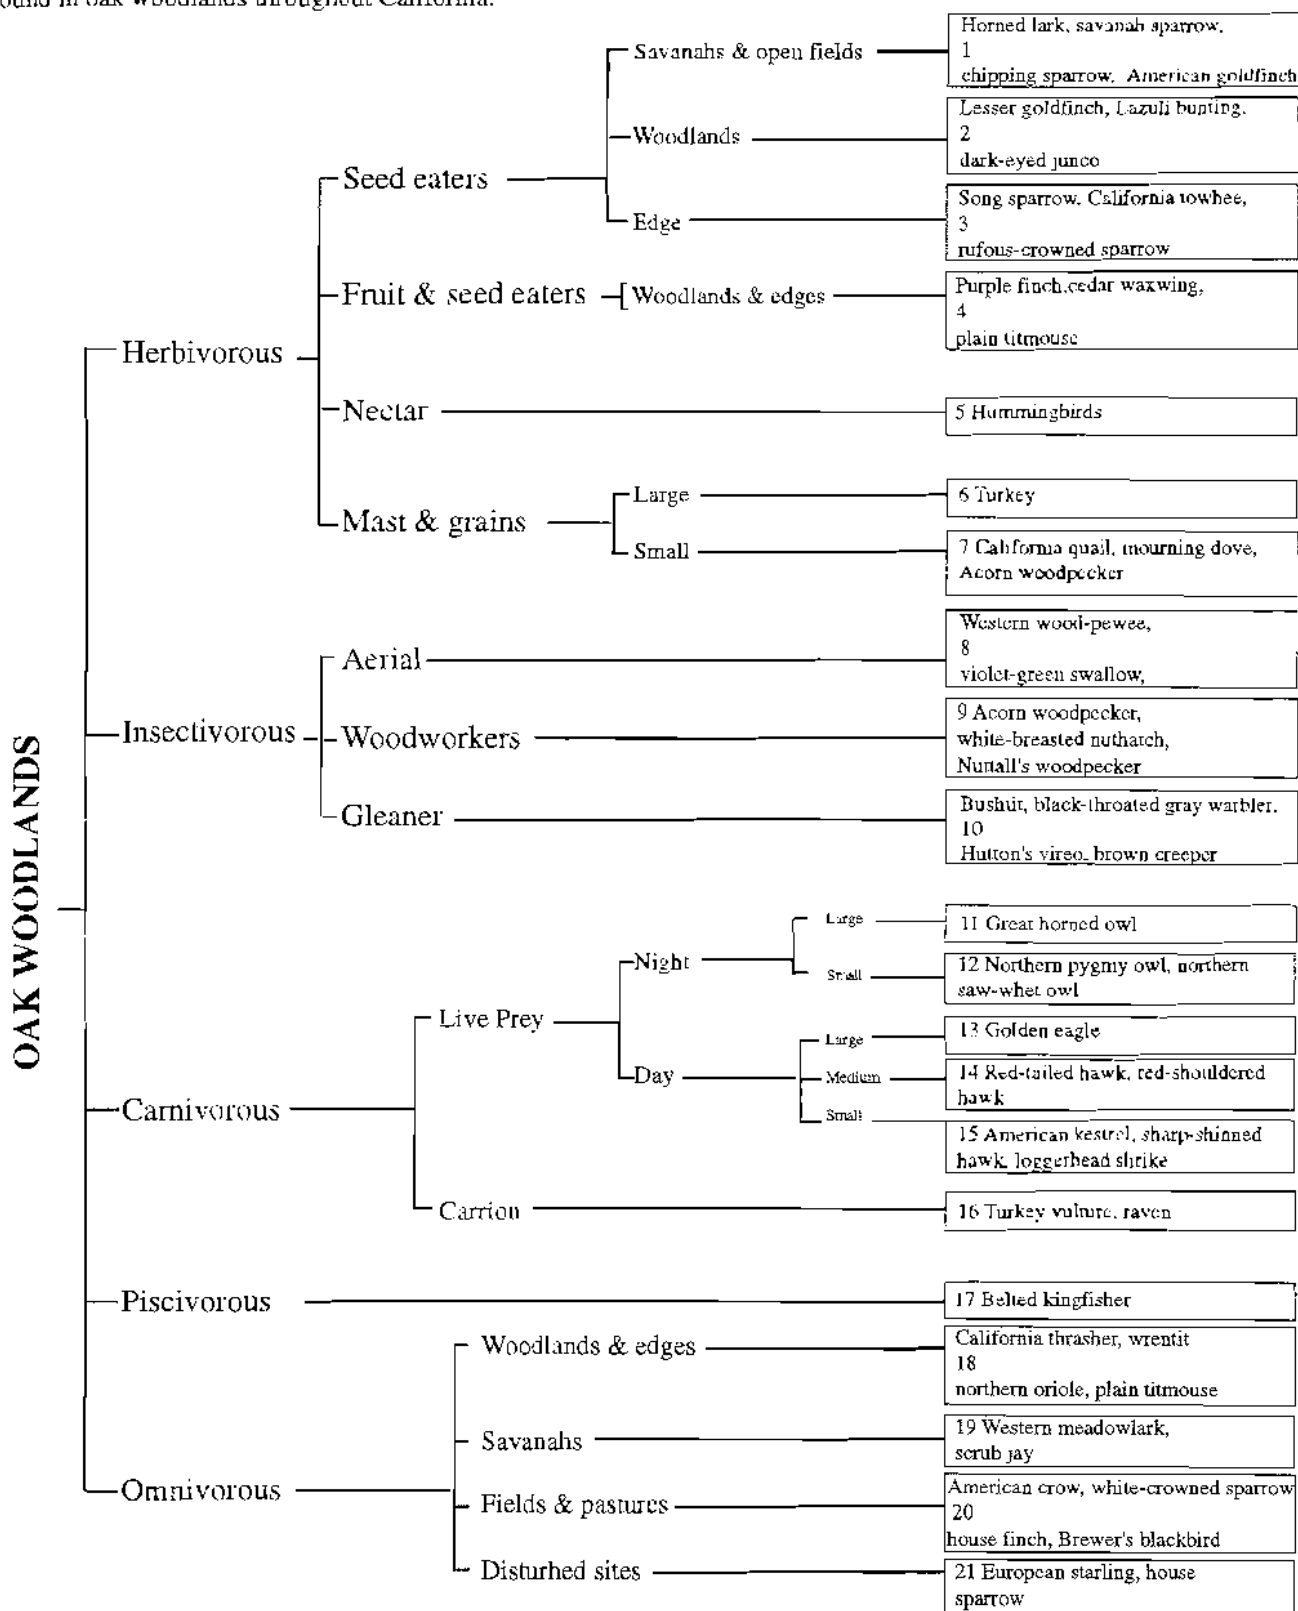 found in oak woodlands throughout California.
OAK WOODLANDS
Herbivorous
Seed eaters
Savanahs & open fields
Horned lark, savanah sparrow,
1
chipping sparrow, American goldfinch
Woodlands
Lesser goldfinch, Lazuli bunting,
2
dark-eyed junco
Edge
Song sparrow, California towhee,
3
rufous-crowned sparrow
Fruit & seed eaters
Woodlands & edges
Purple finch,cedar waxwing,
4
plain titmouse
Nectar
5 Hummingbirds
Mast & grains
Large
6 Turkey
Small
7 California quail, mourning dove,
Acorn woodpecker
Insectivorous
Aerial
Western wood-pewee,
8
violet-green swallow,
Woodworkers
9 Acorn woodpecker,
white-breasted nuthatch,
Nuttall's woodpecker
Gleaner
Bushtit, black-throated gray warbler,
10
Hutton's vireo, brown creeper
Carnivorous
Live Prey
Night
Large
11 Great horned owl
Small
12 Northern pygmy owl, northern
saw-whet owl
Day
Large
13 Golden eagle
Medium
14 Red-tailed hawk, red-shouldered
hawk
Small
15 American kestrel, sharp-shinned
hawk, loggerhead shrike
Carrion
16 Turkey vulture, raven
Piscivorous
17 Belted kingfisher
Omnivorous
Woodlands & edges
California thrasher, wrentit
18
northern oriole, plain titmouse
Savanahs
19 Western meadowlark,
scrub jay
Fields & pastures
American crow, white-crowned sparrow
20
house finch, Brewer's blackbird
Disturbed sites
21 European starling, house
sparrow